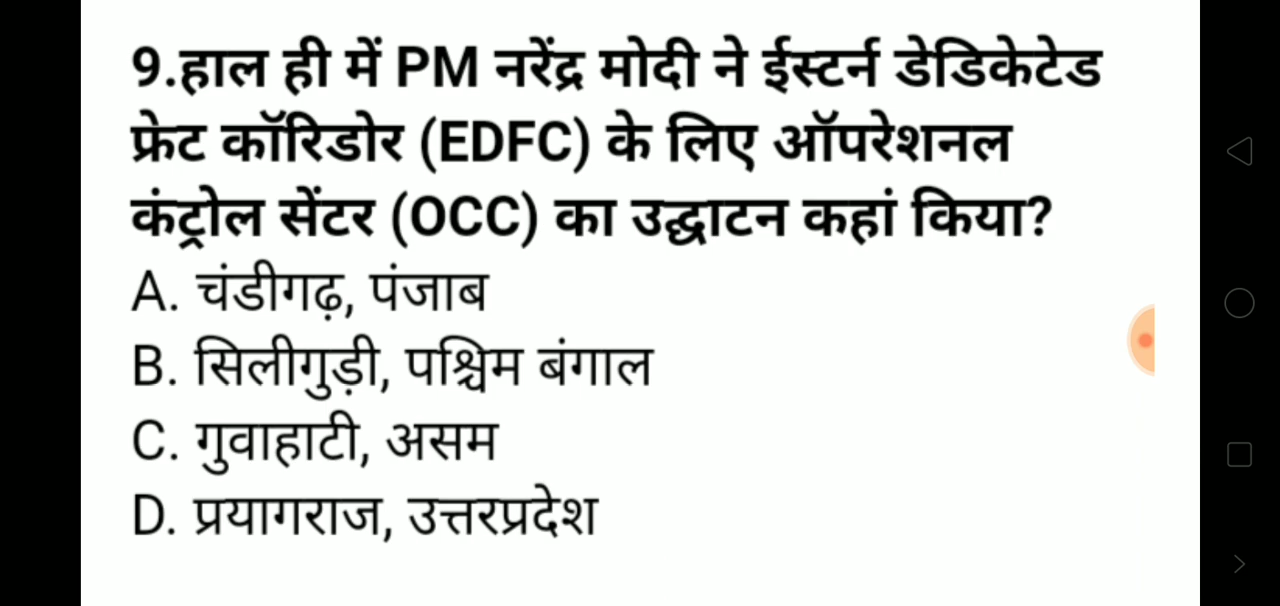 9.हाल ही में PM नरेंद्र मोदी ने ईस्टर्न डेडिकेटेड
फ्रेट कॉरिडोर (EDFC) के लिए ऑपरेशनल
कंट्रोल सेंटर (OCC) का उद्घाटन कहां किया?
A. चंडीगढ़, पंजाब
B. सिलीगुड़ी, पश्चिम बंगाल
C. गुवाहाटी, असम
D. प्रयागराज, उत्तरप्रदेश